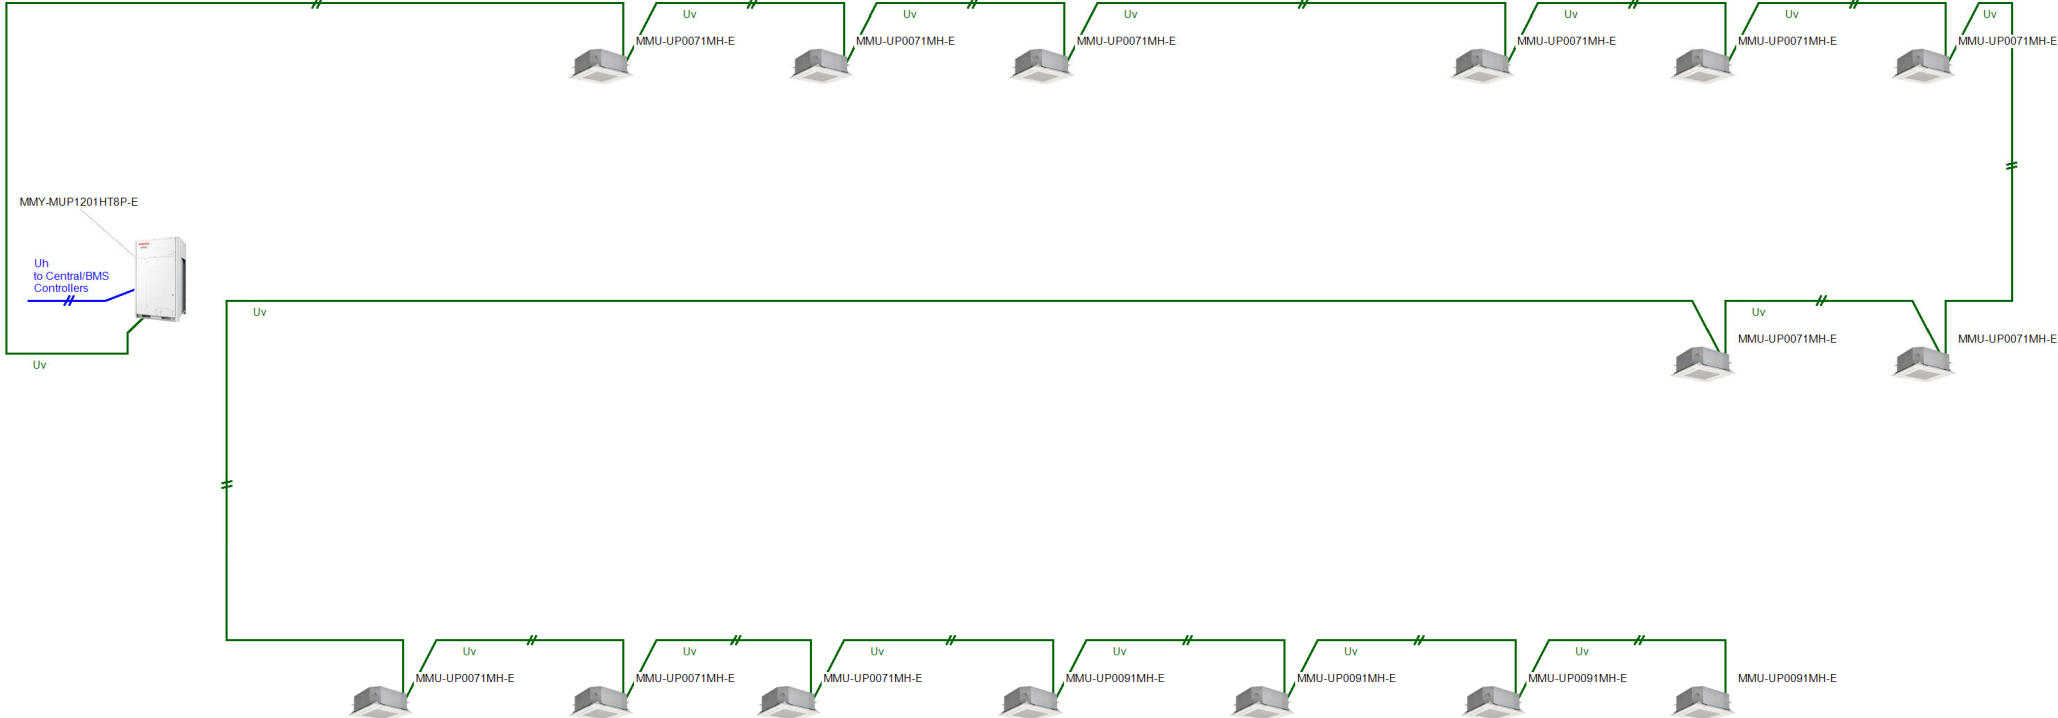 Uv Uv Uv Uv Uv Uv
MMU-UP0071MH-E MMU-UP0071MH-E MMU-UP0071MH-E MMU-UP0071MH-E MMU-UP0071MH-E MMU-UP0071MH-E
MMY-MUP1201HT8P-E
Uh
to Central/BMS
Controllers
Uv Uv
MMU-UP0071MH-E MMU-UP0071MH-E
Uv
Uv Uv Uv Uv Uv Uv
MMU-UP0071MH-E MMU-UP0071MH-E MMU-UP0071MH-E MMU-UP0091MH-E MMU-UP0091MH-E MMU-UP0091MH-E MMU-UP0091MH-E